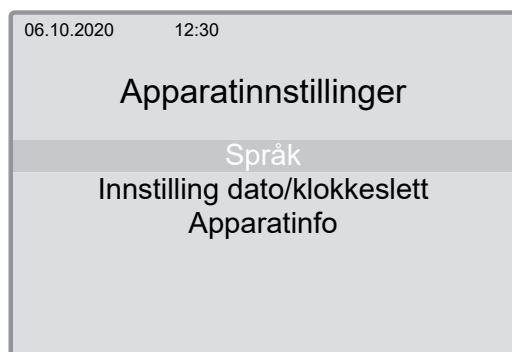 06.10.2020 12:30
Apparatinnstillinger
Språk
Innstilling dato/klokkeslett
Apparatinfo